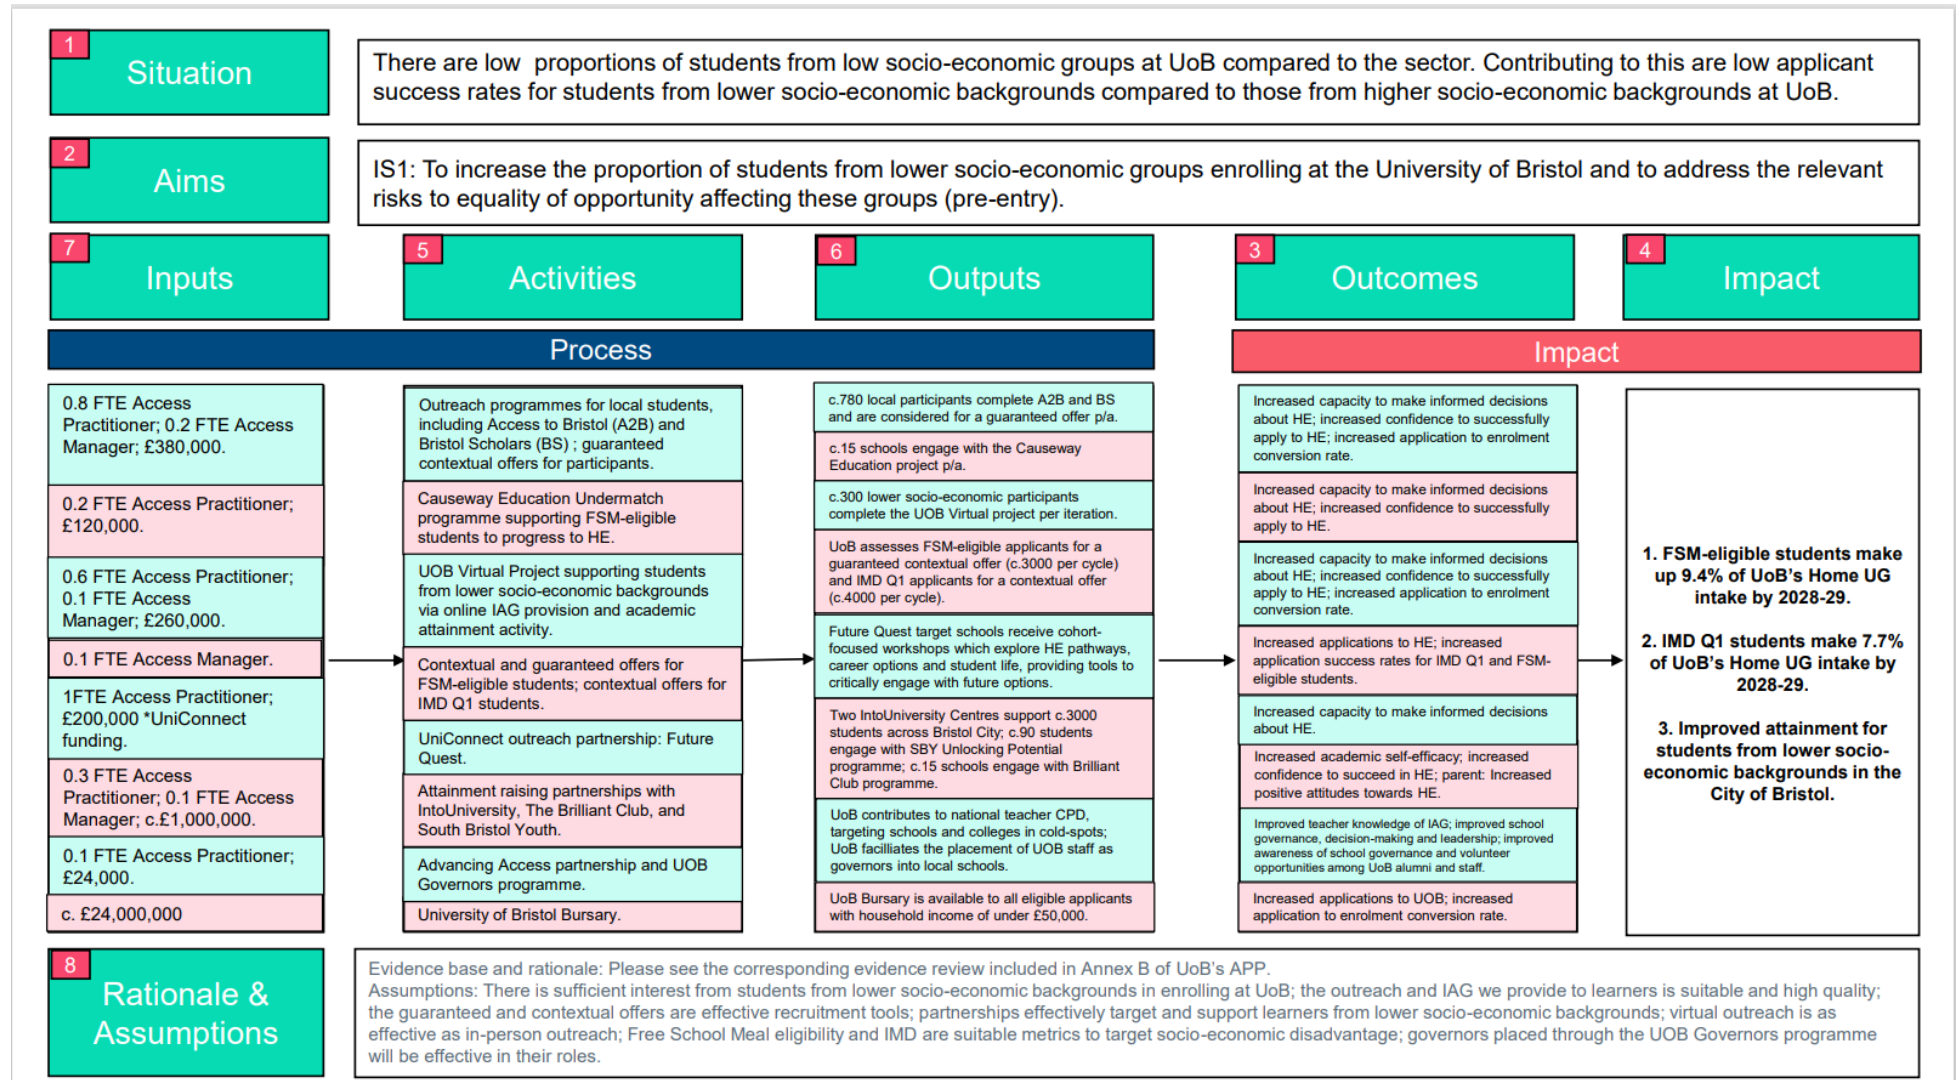 1
Situation
There are low proportions of students from low socio-economic groups at UoB compared to the sector. Contributing to this are low applicant
success rates for students from lower socio-economic backgrounds compared to those from higher socio-economic backgrounds at UoB.
2
Aims
IS1: To increase the proportion of students from lower socio-economic groups enrolling at the University of Bristol and to address the relevant
risks to equality of opportunity affecting these groups (pre-entry).
7
Inputs
5
Activities
6
Outputs
3
Outcomes
4
Impact
Process
Impact
0.8 FTE Access
Practitioner; 0.2 FTE Access
Manager; £380,000.
0.2 FTE Access Practitioner;
£120,000.
0.6 FTE Access Practitioner;
0.1 FTE Access
Manager; £260,000.
0.1 FTE Access Manager.
1FTE Access Practitioner;
£200,000 *UniConnect
funding.
0.3 FTE Access
Practitioner; 0.1 FTE Access
Manager; c.£1,000,000.
0.1 FTE Access Practitioner;
£24,000.
c. £24,000,000
Outreach programmes for local students,
including Access to Bristol (A2B) and
Bristol Scholars (BS) ; guaranteed
contextual offers for participants.
Causeway Education Undermatch
programme supporting FSM-eligible
students to progress to HE.
UOB Virtual Project supporting students
from lower socio-economic backgrounds
via online IAG provision and academic
attainment activity.
Contextual and guaranteed offers for
FSM-eligible students; contextual offers for
IMD Q1 students.
UniConnect outreach partnership: Future
Quest.
Attainment raising partnerships with
IntoUniversity, The Brilliant Club, and
South Bristol Youth.
Advancing Access partnership and UOB
Governors programme.
University of Bristol Bursary.
c.780 local participants complete A2B and BS
and are considered for a guaranteed offer p/a.
c.15 schools engage with the Causeway
Education project p/a.
c.300 lower socio-economic participants
complete the UOB Virtual project per iteration.
UoB assesses FSM-eligible applicants for a
guaranteed contextual offer (c.3000 per cycle)
and IMD Q1 applicants for a contextual offer
(c.4000 per cycle).
Future Quest target schools receive cohort-
focused workshops which explore HE pathways,
career options and student life, providing tools to
critically engage with future options.
Two IntoUniversity Centres support c.3000
students across Bristol City; c.90 students
engage with SBY Unlocking Potential
programme; c.15 schools engage with Brilliant
Club programme.
UoB contributes to national teacher CPD,
targeting schools and colleges in cold-spots;
UoB facilliates the placement of UOB staff as
governors into local schools.
UoB Bursary is available to all eligible applicants
with household income of under £50,000.
Increased capacity to make informed decisions
about HE; increased confidence to successfully
apply to HE; increased application to enrolment
conversion rate.
Increased capacity to make informed decisions
about HE; increased confidence to successfully
apply to HE.
Increased capacity to make informed decisions
about HE; increased confidence to successfully
apply to HE; increased application to enrolment
conversion rate.
Increased applications to HE; increased
application success rates for IMD Q1 and FSM-
eligible students.
Increased capacity to make informed decisions
about HE.
Increased academic self-efficacy; increased
confidence to succeed in HE; parent: Increased
positive attitudes towards HE.
Improved teacher knowledge of IAG; improved school
governance, decision-making and leadership; improved
awareness of school governance and volunteer
opportunities among UoB alumni and staff.
Increased applications to UOB; increased
application to enrolment conversion rate.
1. FSM-eligible students make
up 9.4% of UoB's Home UG
intake by 2028-29.
2. IMD Q1 students make 7.7%
of UoB's Home UG intake by
2028-29.
3. Improved attainment for
students from lower socio-
economic backgrounds in the
City of Bristol.
8
Rationale &
Assumptions
Evidence base and rationale: Please see the corresponding evidence review included in Annex B of UoB's APP.
Assumptions: There is sufficient interest from students from lower socio-economic backgrounds in enrolling at UoB; the outreach and IAG we provide to learners is suitable and high quality;
the guaranteed and contextual offers are effective recruitment tools; partnerships effectively target and support learners from lower socio-economic backgrounds; virtual outreach is as
effective as in-person outreach; Free School Meal eligibility and IMD are suitable metrics to target socio-economic disadvantage; governors placed through the UOB Governors programme
will be effective in their roles.